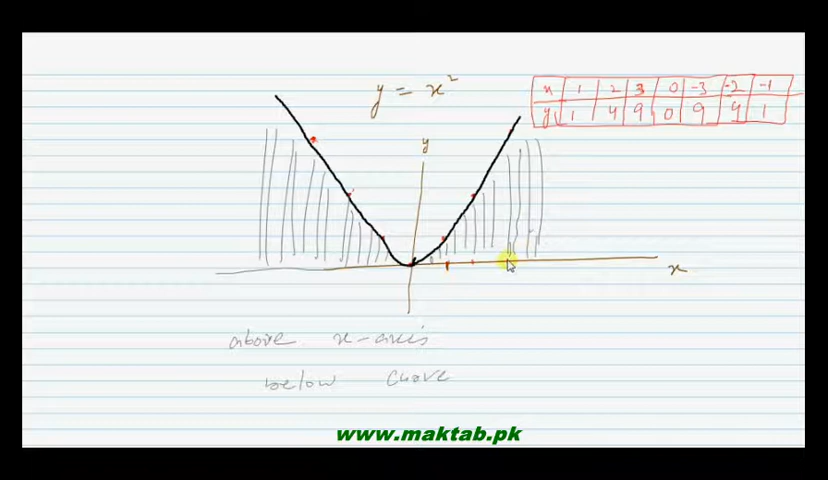 y = x²
x 1 2 3 0 -3 -2 -1
y 1 4 9 0 9 4 1
y
x
above x-axis
below curve
www.maktab.pk